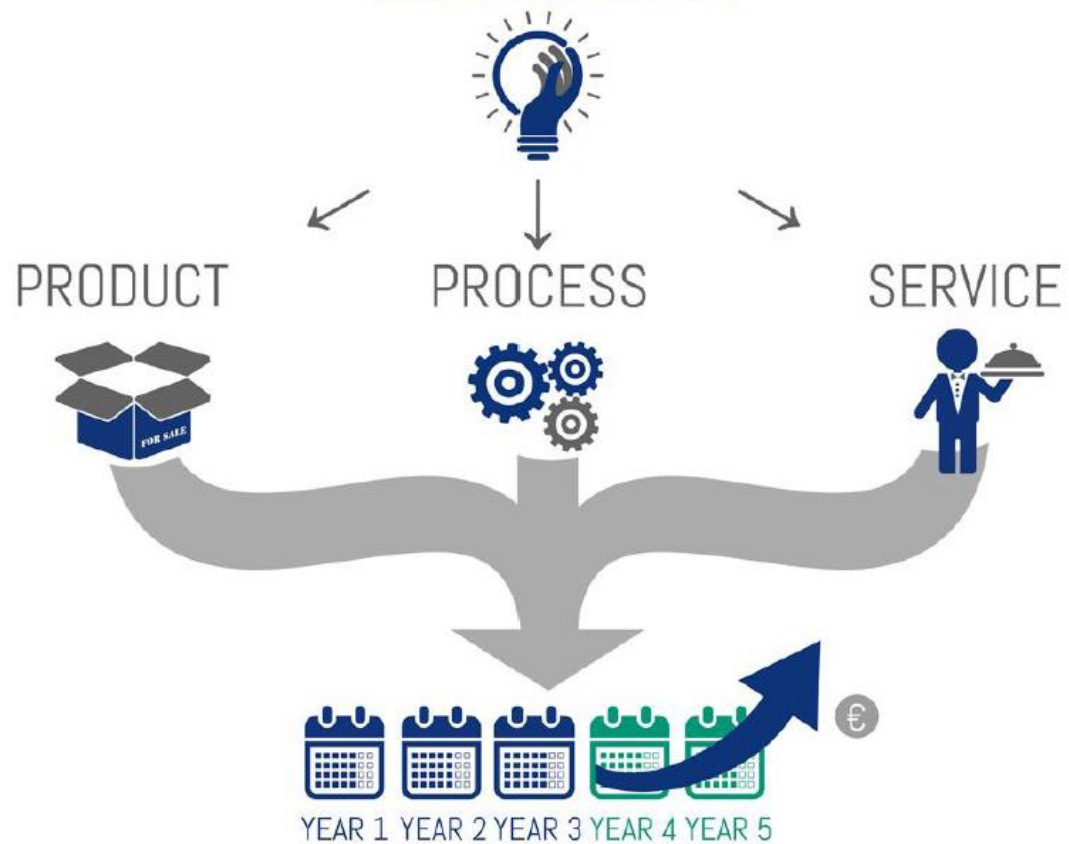 PRODUCT PROCESS SERVICE
FOR SALE
€
YEAR 1 YEAR 2 YEAR 3 YEAR 4 YEAR 5